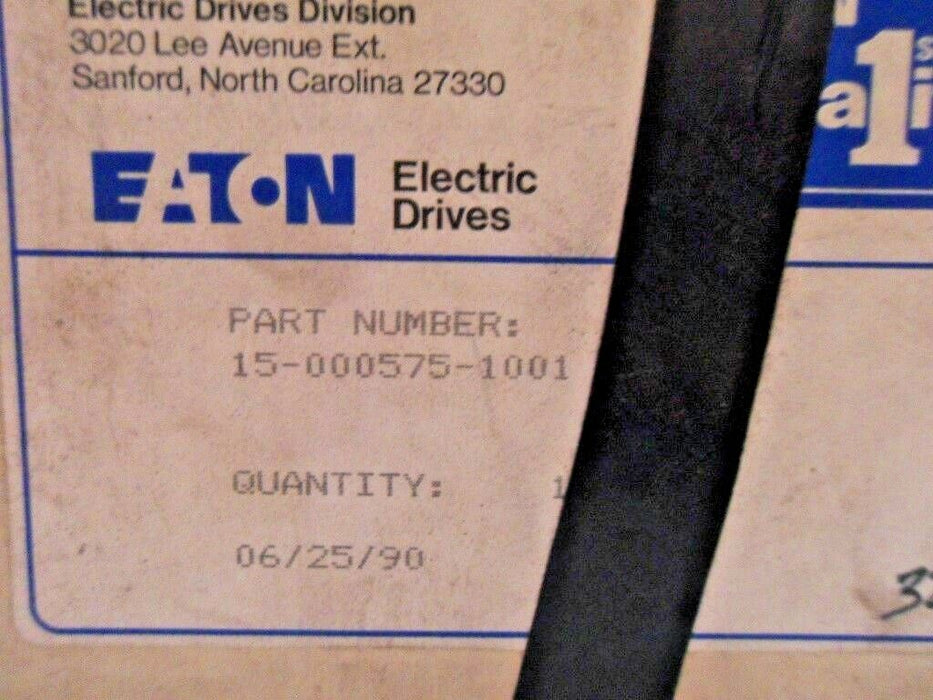 Electric Drives Division
3020 Lee Avenue Ext.
Sanford, North Carolina 27330
EATON Electric
Drives
PART NUMBER:
15-000575-1001
QUANTITY: 1
06/25/90